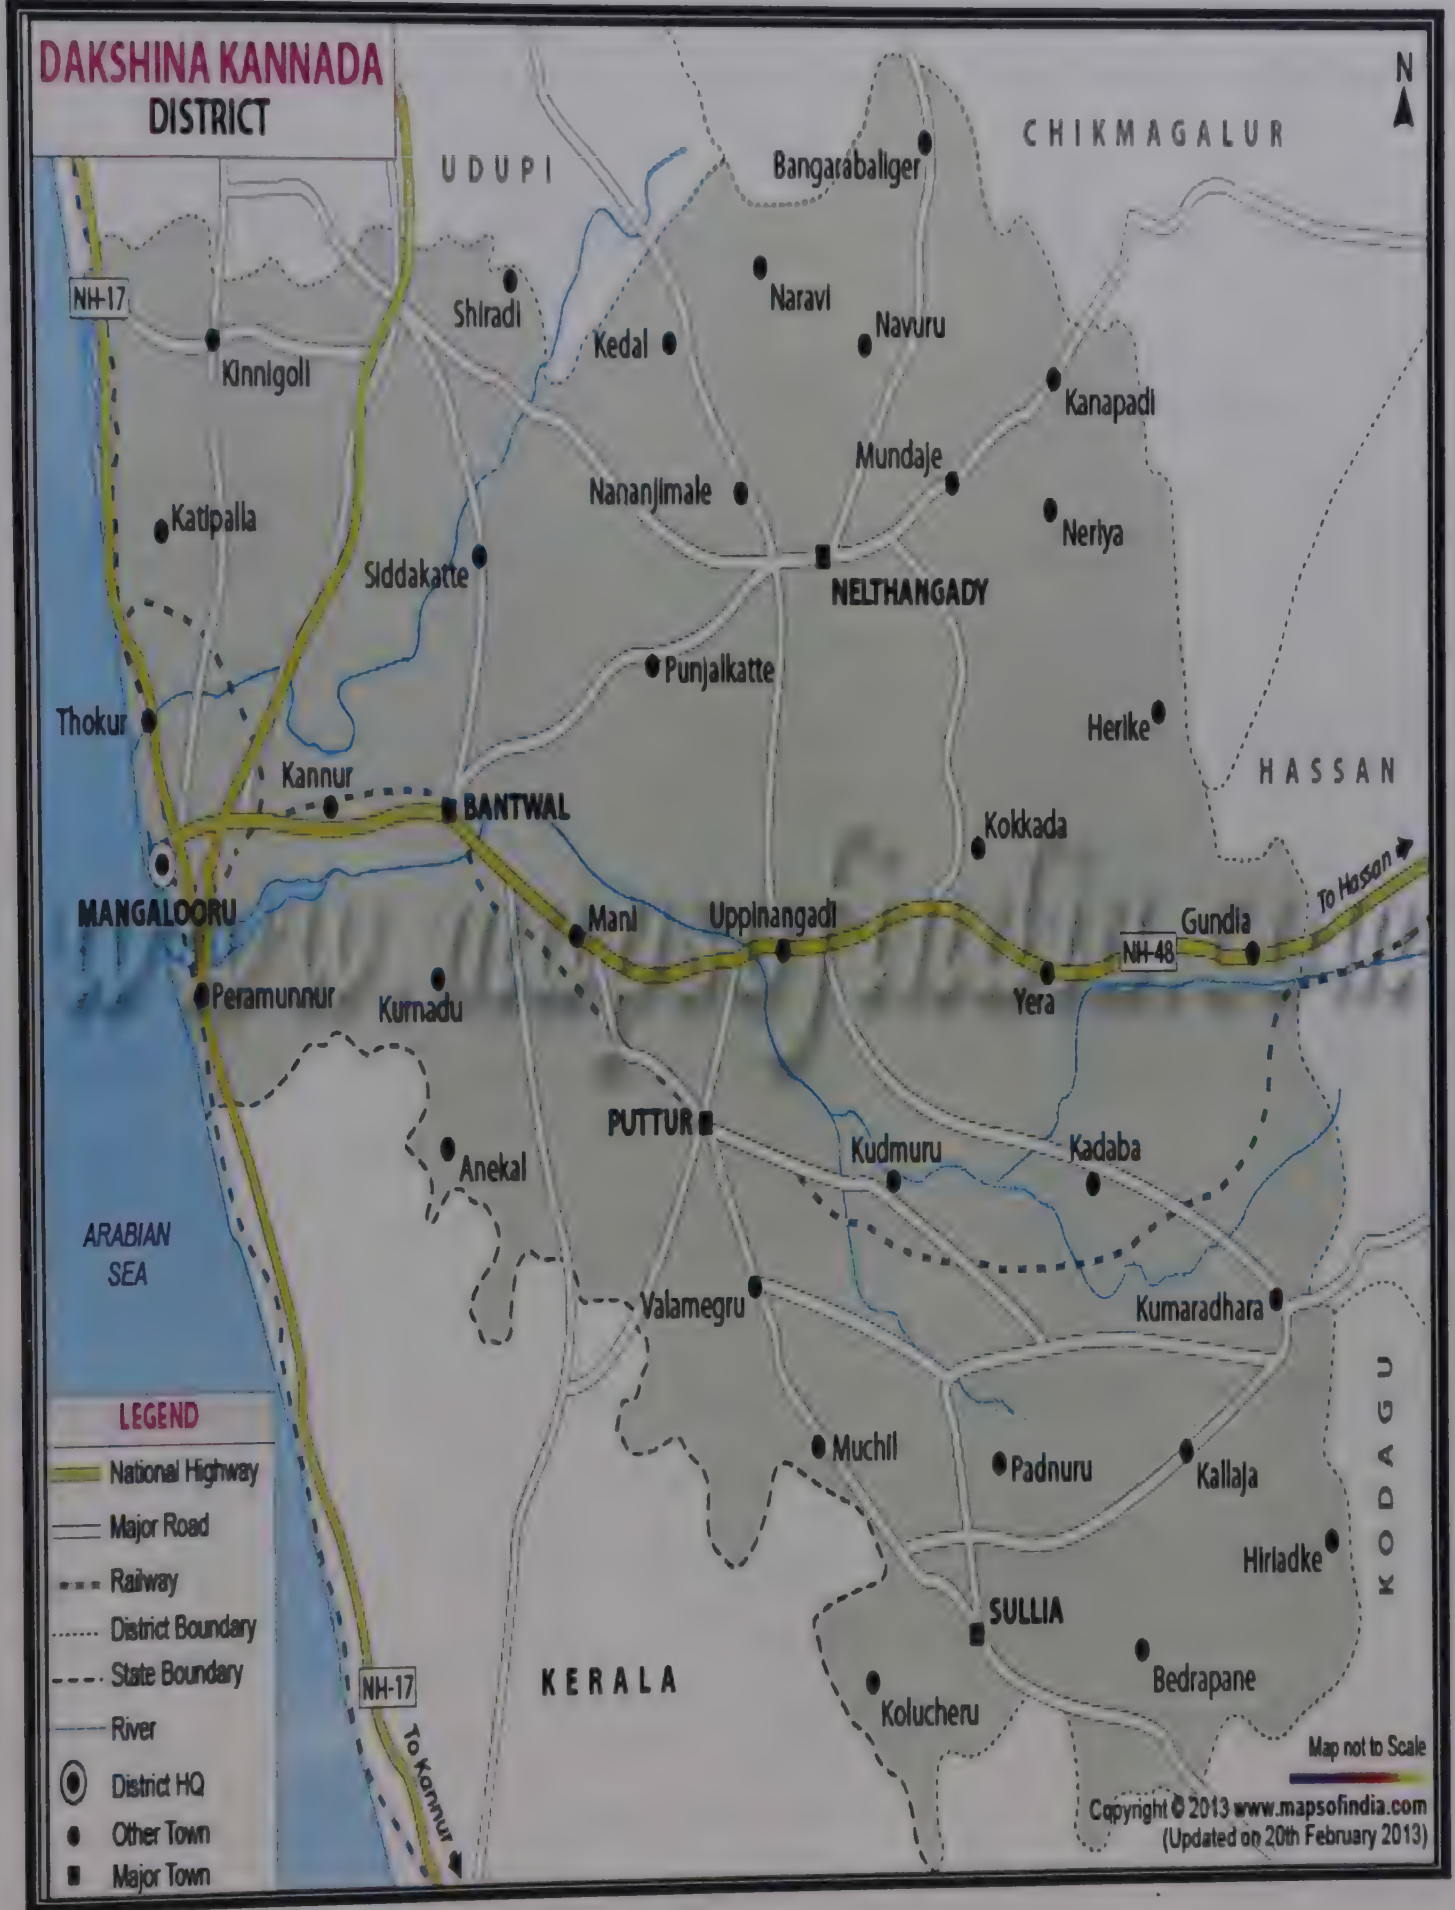 DAKSHINA KANNADA
DISTRICT
N
UDUPI
CHIKMAGALUR
Bangarabaliger
NH-17
Shiradi
Naravi
Kedal
Navuru
Kinnigoli
Kanapadi
Mundaje
Nananjimale
Katipalla
Neriya
Siddakatte
NELTHANGADY
Punjalkatte
Thokur
Herike
Kannur
HASSAN
BANTWAL
Kokkada
To Hassan
MANGALOORU
Mani
Uppinangadi
Gundia
NH-48
Peramunnur
Kurnadu
Yera
PUTTUR
Kudmuru
Kadaba
Anekal
ARABIAN
SEA
Valamegru
Kumaradhara
KODAGU
LEGEND
National Highway
Major Road
Railway
District Boundary
State Boundary
River
District HQ
Other Town
Major Town
Muchil
Padnuru
Kallaja
Hirladke
SULLIA
KERALA
NH-17
Bedrapane
Kolucheru
To Kannur
Map not to Scale
Copyright © 2013 www.mapsofindia.com
(Updated on 20th February 2013)